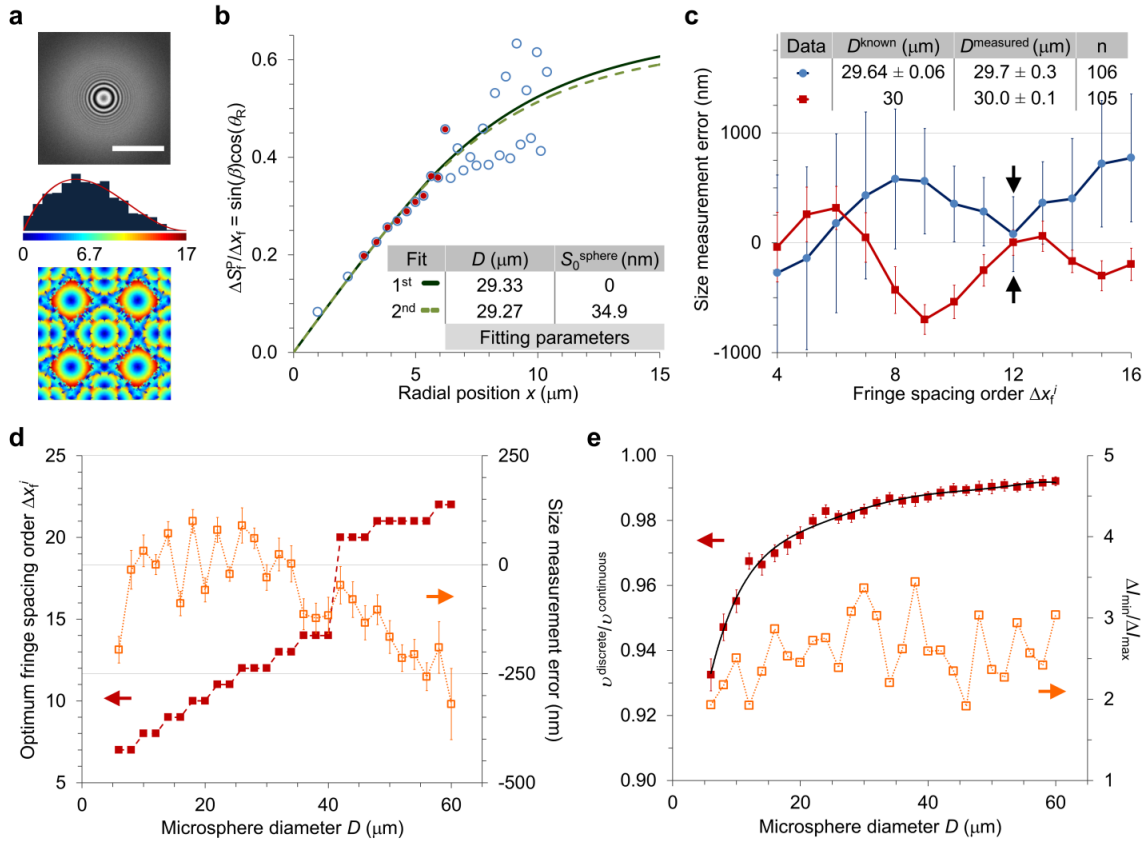 a
0 6.7 17
b
ΔS_f^P/Δx_f = sin(β)cos(θ_R)
0.6
0.4
0.2
0.0
0 5 10 15
Radial position x (μm)
Fit D (μm) S_0^sphere (nm)
1st 29.33 0
2nd 29.27 34.9
Fitting parameters
c
Size measurement error (nm)
1000
0
-1000
4 8 12 16
Fringe spacing order Δx_f^i
Data D^known (μm) D^measured (μm) n
29.64 ± 0.06 29.7 ± 0.3 106
30 30.0 ± 0.1 105
d
Optimum fringe spacing order Δx_f^i
25
20
15
10
5
0 20 40 60
Microsphere diameter D (μm)
250
0
-250
-500
Size measurement error (nm)
e
υ^discrete/υ^continuous
1.00
0.98
0.96
0.94
0.92
0.90
0 20 40 60
Microsphere diameter D (μm)
5
4
3
2
1
ΔI_min/ΔI_max